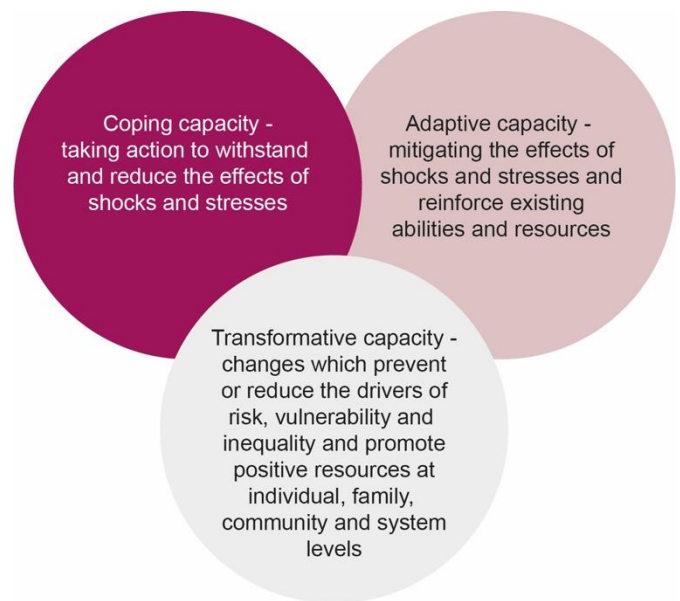 Coping capacity -
taking action to withstand
and reduce the effects of
shocks and stresses
Adaptive capacity -
mitigating the effects of
shocks and stresses and
reinforce existing
abilities and resources
Transformative capacity -
changes which prevent
or reduce the drivers of
risk, vulnerability and
inequality and promote
positive resources at
individual, family,
community and system
levels